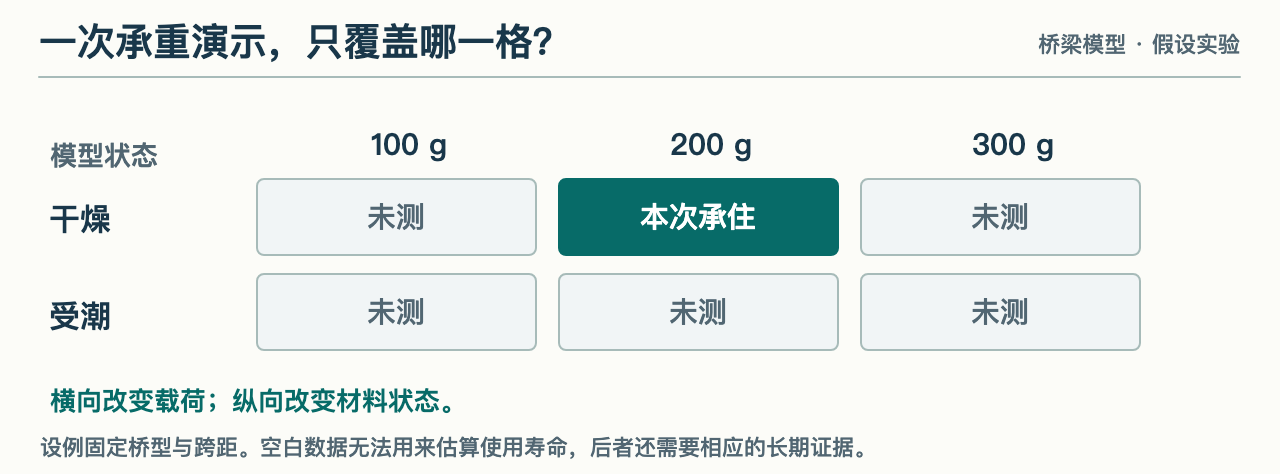 一次承重演示，只覆盖哪一格？
桥梁模型 · 假设实验
模型状态 100 g 200 g 300 g
干燥 未测 本次承住 未测
受潮 未测 未测 未测
横向改变载荷；纵向改变材料状态。
设例固定桥型与跨距。空白数据无法用来估算使用寿命，后者还需要相应的长期证据。